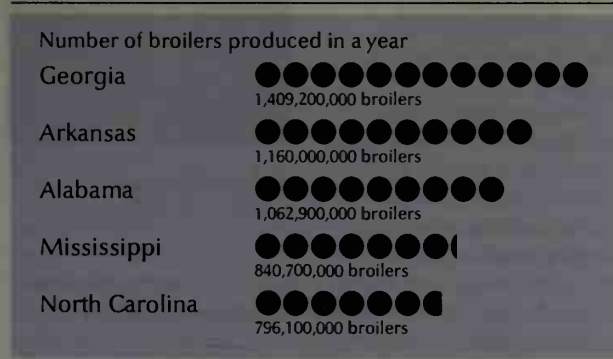 Number of broilers produced in a year
Georgia
1,409,200,000 broilers
Arkansas
1,160,000,000 broilers
Alabama
1,062,900,000 broilers
Mississippi
840,700,000 broilers
North Carolina
796,100,000 broilers